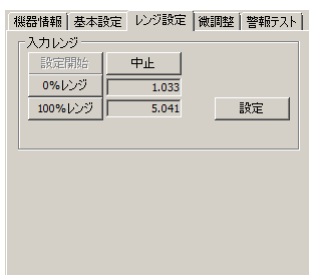 機器情報 基本設定 レンジ設定 微調整 警報テスト
入力レンジ
設定開始 中止
0%レンジ 1.033
100%レンジ 5.041 設定